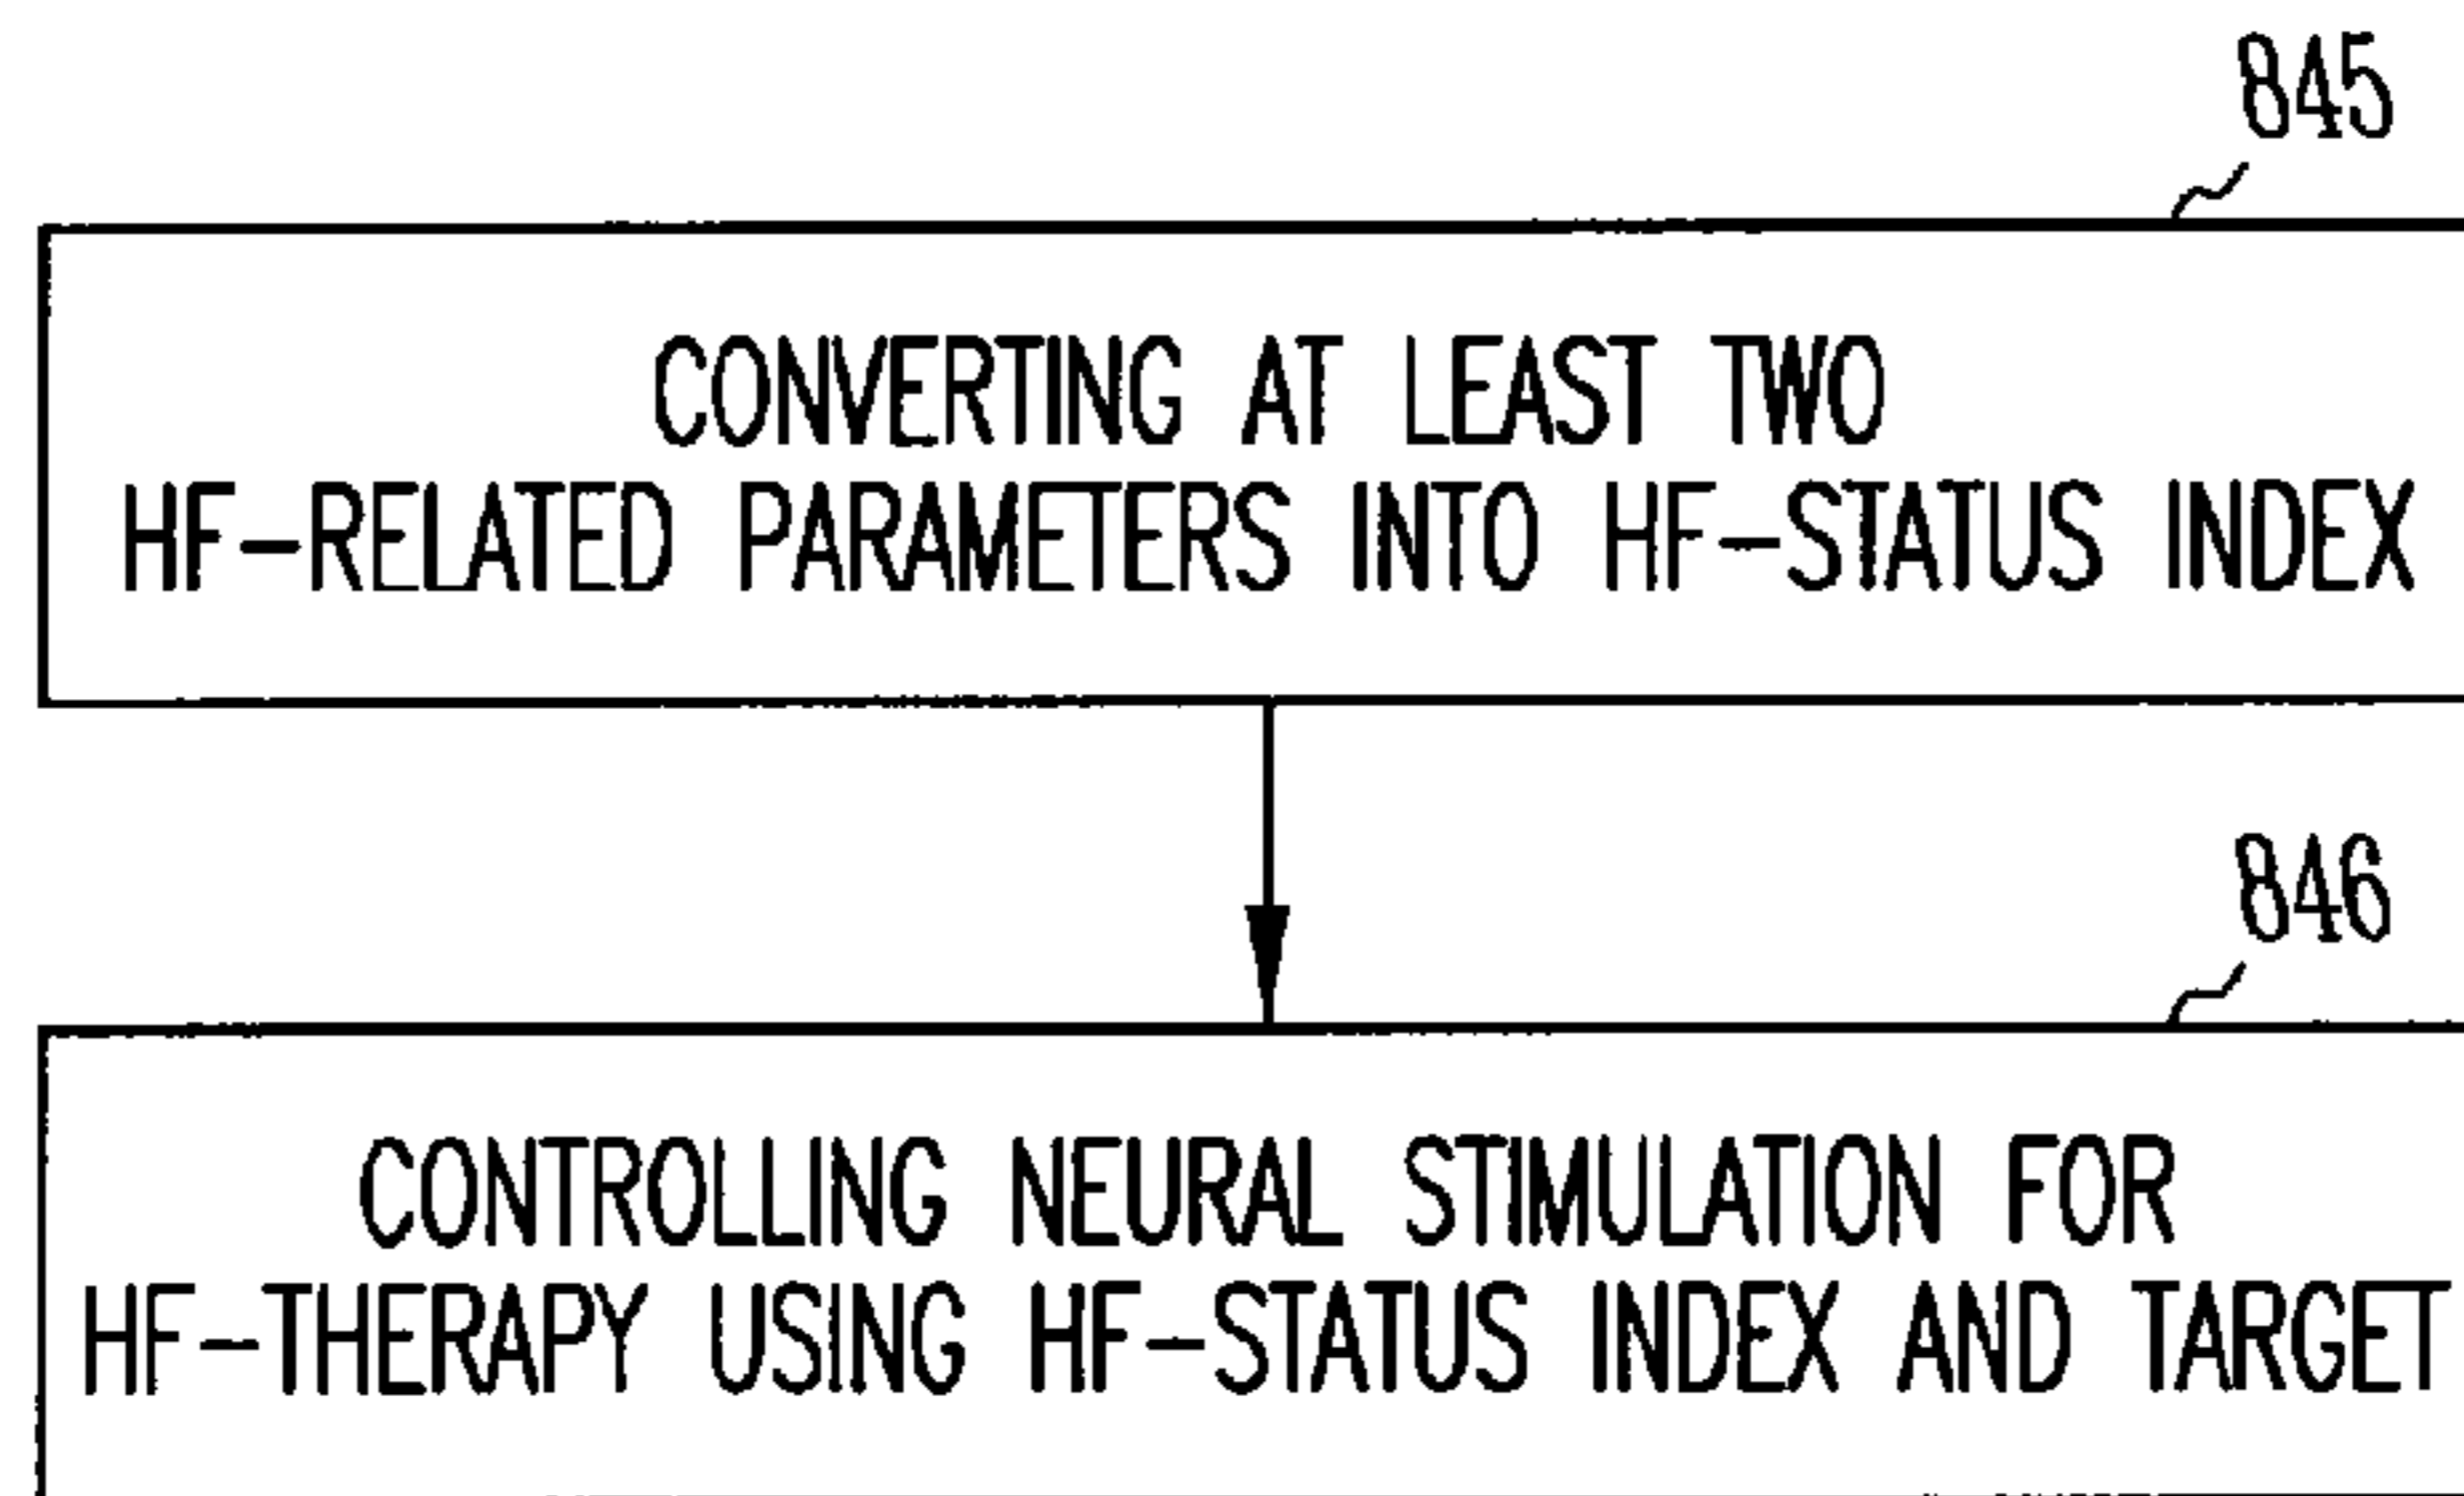 845
CONVERTING AT LEAST TWO
HF-RELATED PARAMETERS INTO HF-STATUS INDEX
846
CONTROLLING NEURAL STIMULATION FOR
HF-THERAPY USING HF-STATUS INDEX AND TARGET